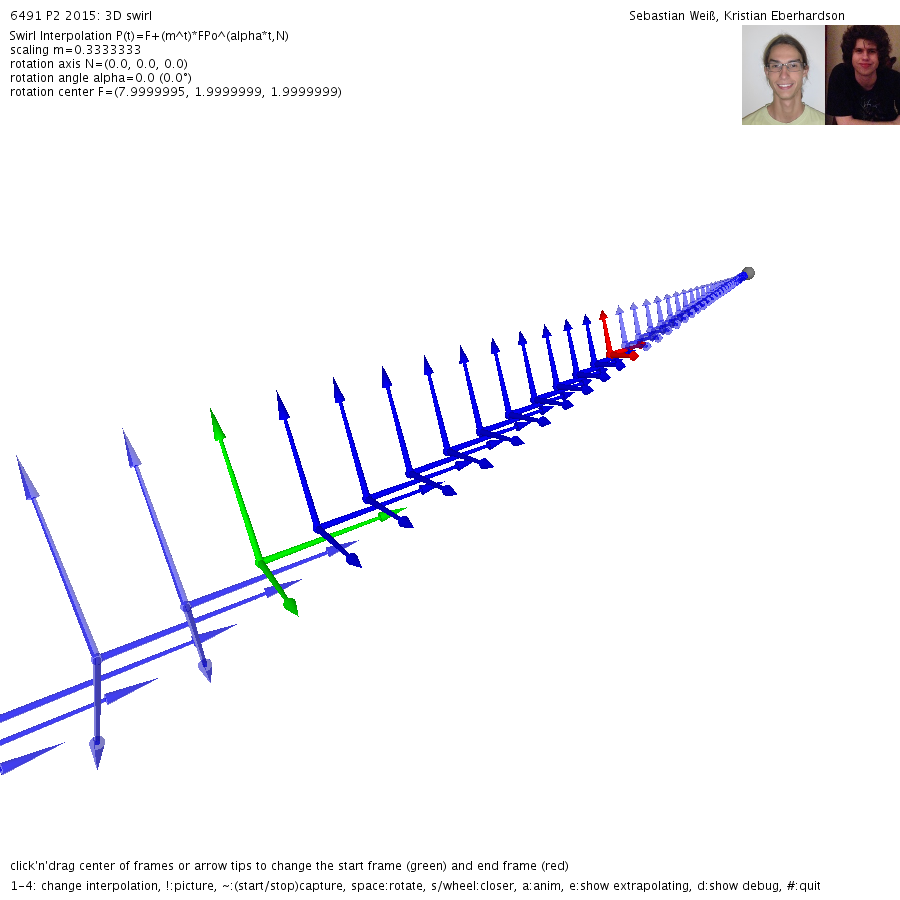 6491 P2 2015: 3D swirl
Sebastian Weiß, Kristian Eberhardson
Swirl Interpolation P(t)=F+(m^t)*FPo^(alpha*t,N)
scaling m=0.3333333
rotation axis N=(0.0, 0.0, 0.0)
rotation angle alpha=0.0 (0.0°)
rotation center F=(7.9999995, 1.9999999, 1.9999999)
click'n'drag center of frames or arrow tips to change the start frame (green) and end frame (red)
1-4: change interpolation, !:picture, ~:(start/stop)capture, space:rotate, s/wheel:closer, a:anim, e:show extrapolating, d:show debug, #:quit